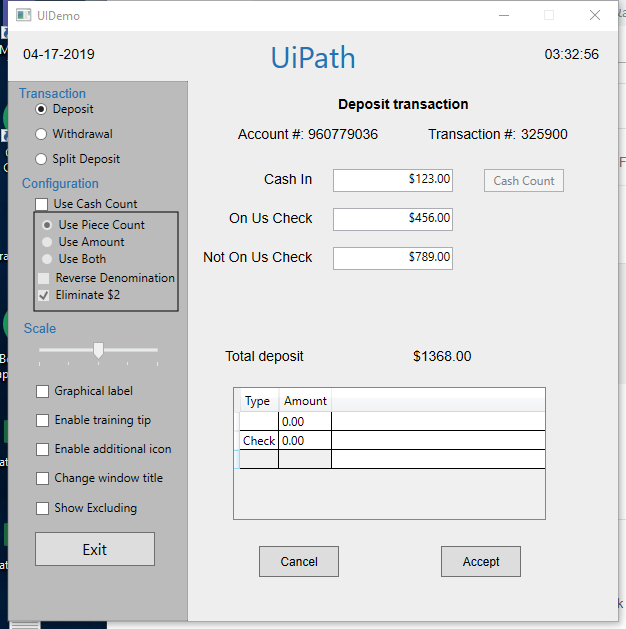 UIDemo
04-17-2019
UiPath
03:32:56
Transaction
Deposit
Withdrawal
Split Deposit
Configuration
Use Cash Count
Use Piece Count
Use Amount
Use Both
Reverse Denomination
Eliminate $2
Scale
Graphical label
Enable training tip
Enable additional icon
Change window title
Show Excluding
Exit
Deposit transaction
Account #: 960779036 Transaction #: 325900
Cash In $123.00 Cash Count
On Us Check $456.00
Not On Us Check $789.00
Total deposit $1368.00
Type Amount
0.00
Check 0.00
Cancel Accept